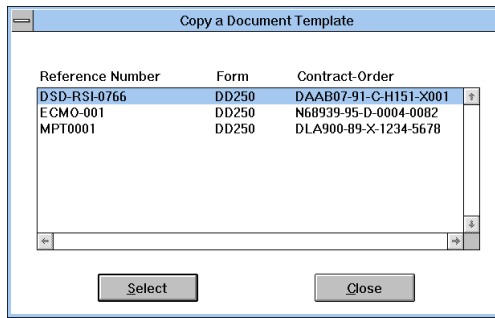 Copy a Document Template
Reference Number Form Contract-Order
DSD-RSI-0766 DD250 DAAB07-91-C-H151-X001
ECMO-001 DD250 N68939-95-D-0004-0082
MPT0001 DD250 DLA900-89-X-1234-5678
Select Close